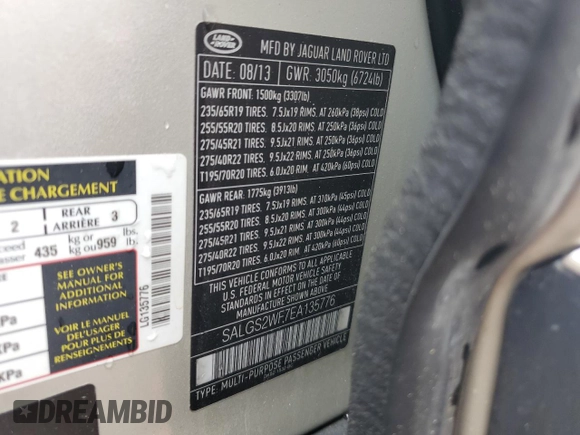 LAND ROVER
MFD BY JAGUAR LAND ROVER LTD
DATE: 08/13 GWR: 3050kg (6724lb)
GAWR FRONT: 1500kg (3307lb)
235/65R19 TIRES. 7.5Jx19 RIMS. AT 260kPa (38psi) COLD
255/55R20 TIRES. 8.5Jx20 RIMS. AT 250kPa (36psi) COLD
275/45R21 TIRES. 9.5Jx21 RIMS. AT 250kPa (36psi) COLD
275/40R22 TIRES. 9.5Jx22 RIMS. AT 250kPa (36psi) COLD
T195/70R20 TIRES. 6.0Jx20 RIM. AT 420kPa (60psi) COLD
GAWR REAR: 1775kg (3913lb)
235/65R19 TIRES. 7.5Jx19 RIMS. AT 310kPa (45psi) COLD
255/55R20 TIRES. 8.5Jx20 RIMS. AT 300kPa (44psi) COLD
275/45R21 TIRES. 9.5Jx21 RIMS. AT 300kPa (44psi) COLD
275/40R22 TIRES. 9.5Jx22 RIMS. AT 300kPa (44psi) COLD
T195/70R20 TIRES. 6.0Jx20 RIM. AT 420kPa (60psi) COLD
THIS VEHICLE CONFORMS TO ALL APPLICABLE
FEDERAL MOTOR VEHICLE SAFETY
STANDARDS IN EFFECT ON THE DATE OF
MANUFACTURE SHOWN ABOVE
SALGS2WF7EA135776
TYPE: MULTI-PURPOSE PASSENGER VEHICLE
ATION
E CHARGEMENT
2 REAR ARRIÈRE 3
ceed
asser 435 kg or kg ou 959 lb. lbs.
SEE OWNER'S
MANUAL FOR
ADDITIONAL
INFORMATION
VOIR LE MANUEL
DE L'USAGER
POUR PLUS DE
RENSEIGNEMENTS
Pa
Pa
KPa
LG135776
DREAMBID